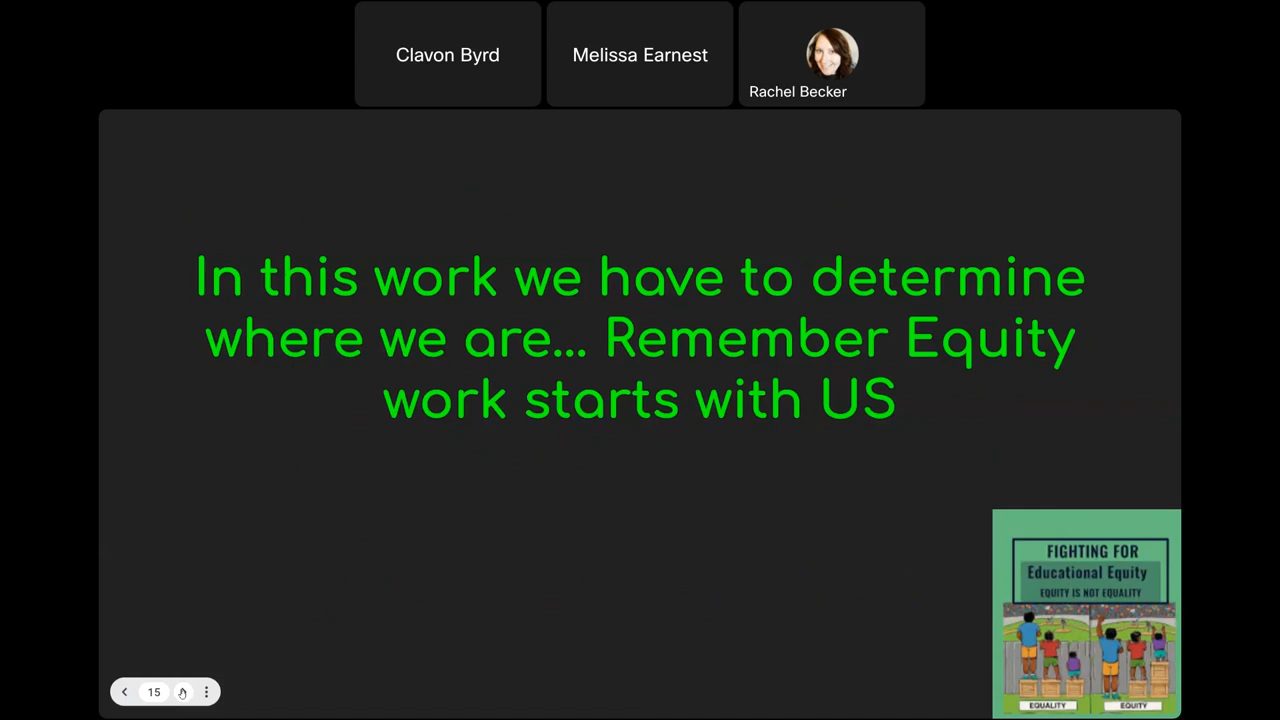 Clavon Byrd
Melissa Earnest
Rachel Becker
In this work we have to determine
where we are... Remember Equity
work starts with US
FIGHTING FOR
Educational Equity
EQUITY IS NOT EQUALITY
EQUALITY
EQUITY
15